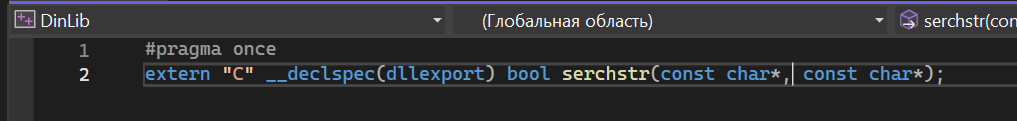 DinLib (Глобальная область) serchstr(con
1 #pragma once
2 extern "C" __declspec(dllexport) bool serchstr(const char*, const char*);